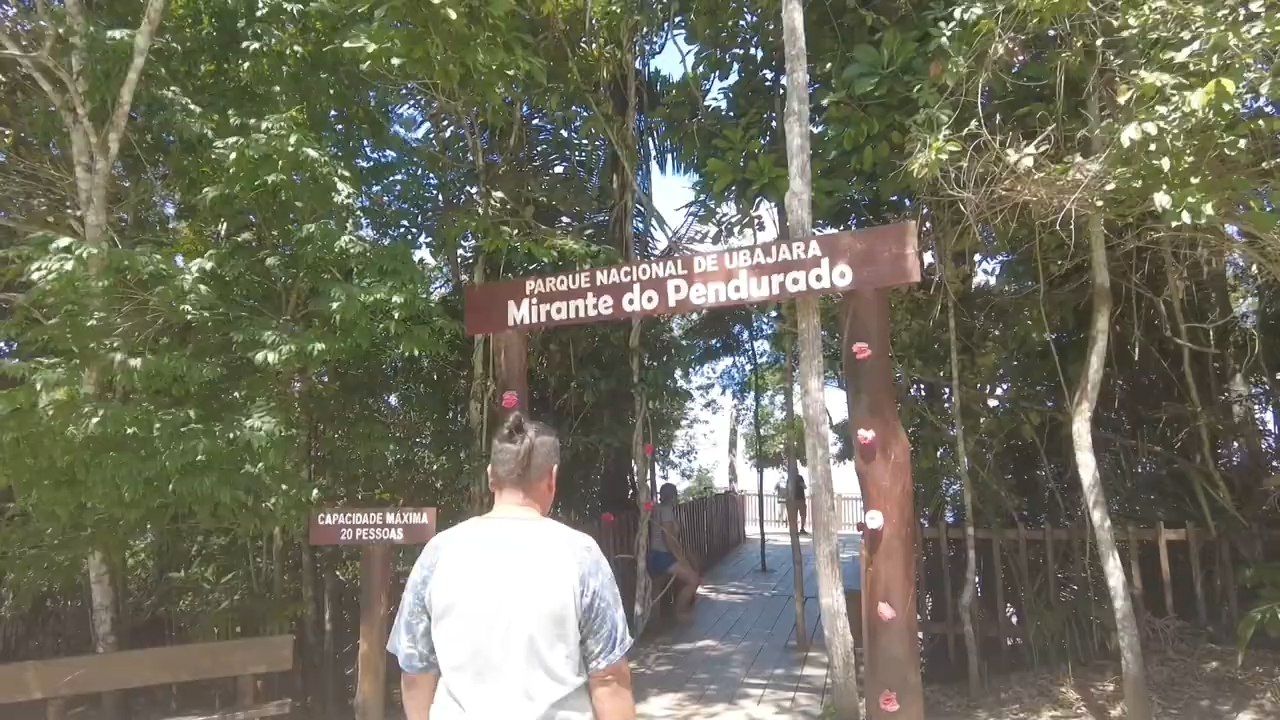 PARQUE NACIONAL DE UBAJARA
Mirante do Pendurado
CAPACIDADE MÁXIMA
20 PESSOAS